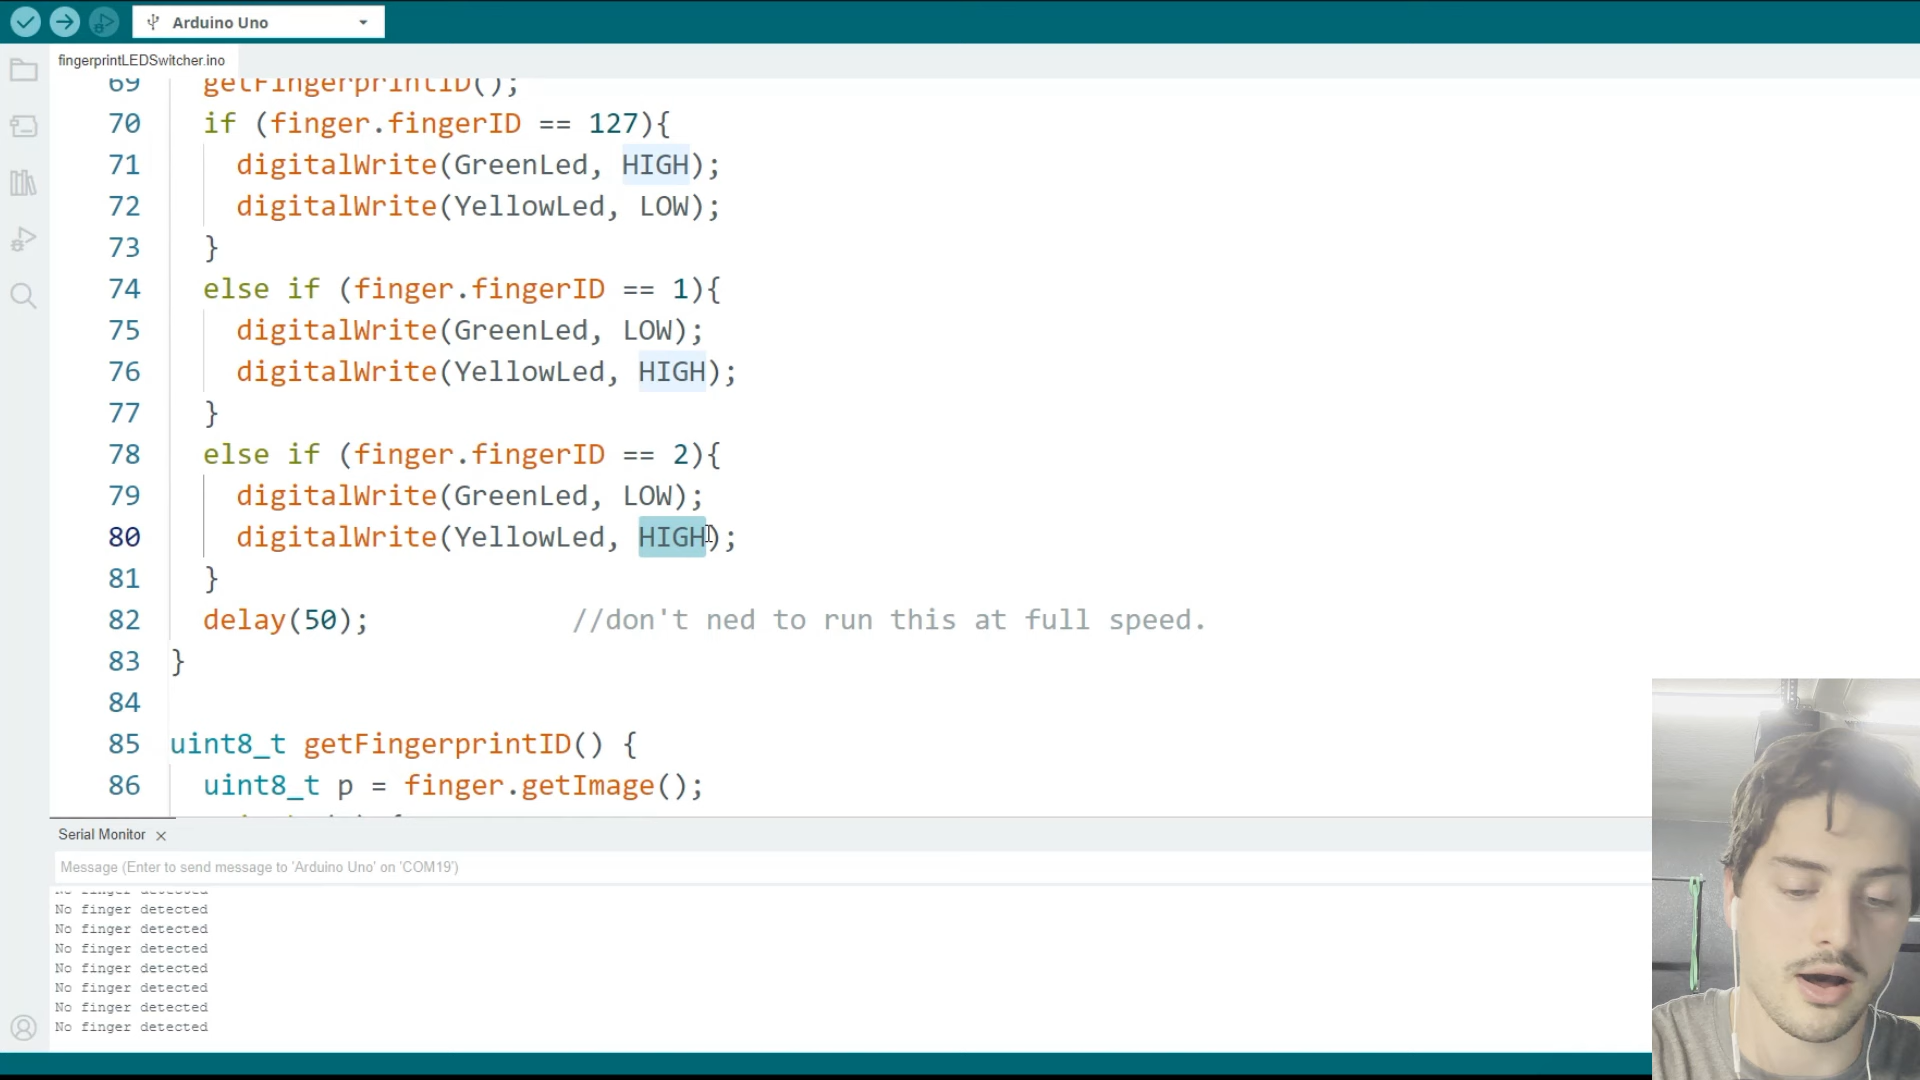 Arduino Uno
fingerprintLEDSwitcher.ino
69 getFingerprintID();
70 if (finger.fingerID == 127){
71 digitalWrite(GreenLed, HIGH);
72 digitalWrite(YellowLed, LOW);
73 }
74 else if (finger.fingerID == 1){
75 digitalWrite(GreenLed, LOW);
76 digitalWrite(YellowLed, HIGH);
77 }
78 else if (finger.fingerID == 2){
79 digitalWrite(GreenLed, LOW);
80 digitalWrite(YellowLed, HIGH);
81 }
82 delay(50); //don't ned to run this at full speed.
83 }
84
85 uint8_t getFingerprintID() {
86 uint8_t p = finger.getImage();
Serial Monitor
Message (Enter to send message to 'Arduino Uno' on 'COM19')
No finger detected
No finger detected
No finger detected
No finger detected
No finger detected
No finger detected
No finger detected
No finger detected